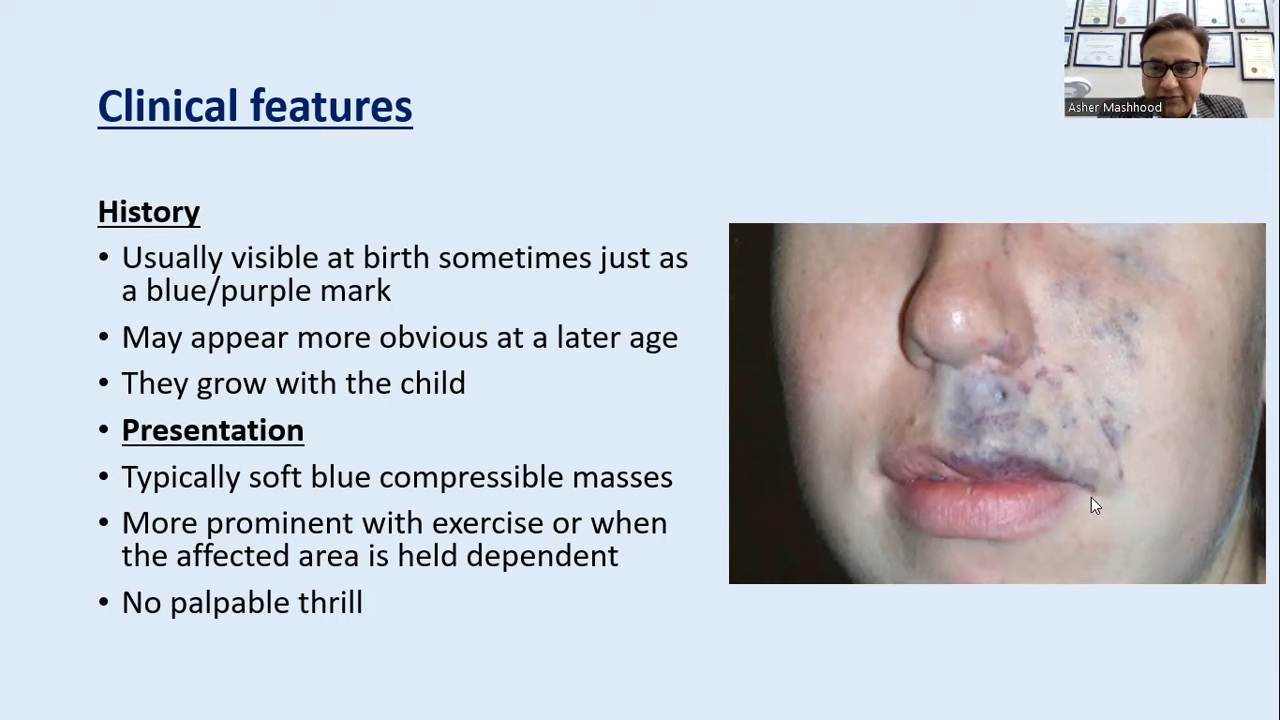 Asher Mashhood
Clinical features
History
• Usually visible at birth sometimes just as
a blue/purple mark
• May appear more obvious at a later age
• They grow with the child
• Presentation
• Typically soft blue compressible masses
• More prominent with exercise or when
the affected area is held dependent
• No palpable thrill